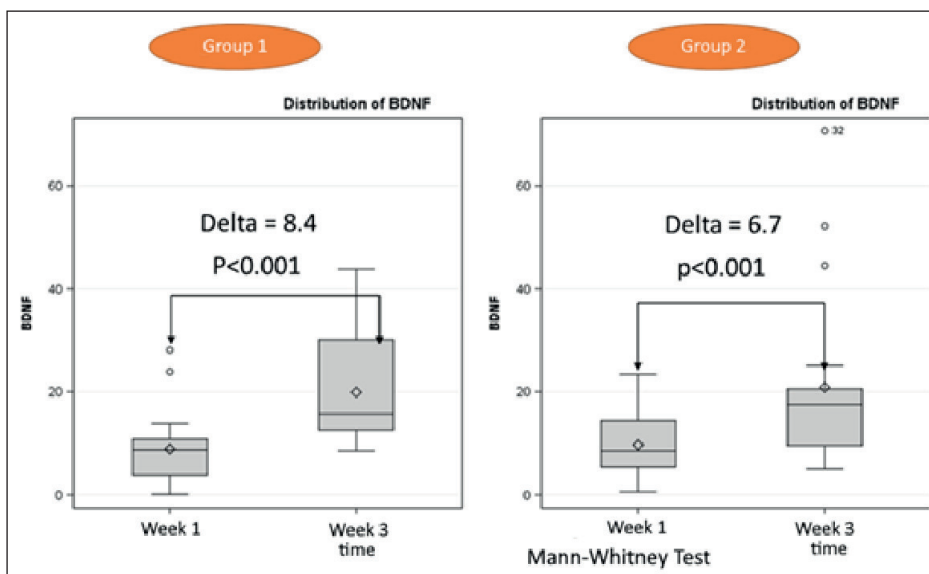 Group 1
Distribution of BDNF
60
40
20
0
BDNF
Delta = 8.4
P<0.001
Week 1
Week 3
time
Group 2
Distribution of BDNF
60
40
20
0
BDNF
32
Delta = 6.7
p<0.001
Week 1
Week 3
time
Mann-Whitney Test